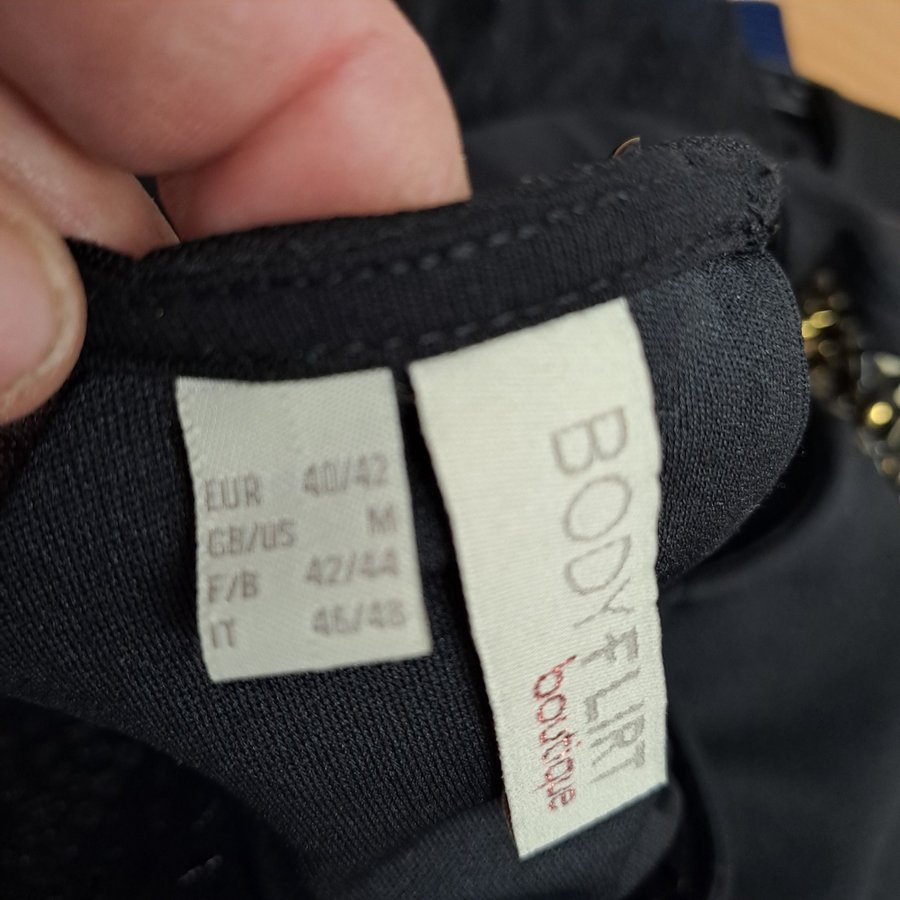 EUR 40/42
GB/US M
F/B 42/44
IT 46/48
BODYFLIRT
boutique